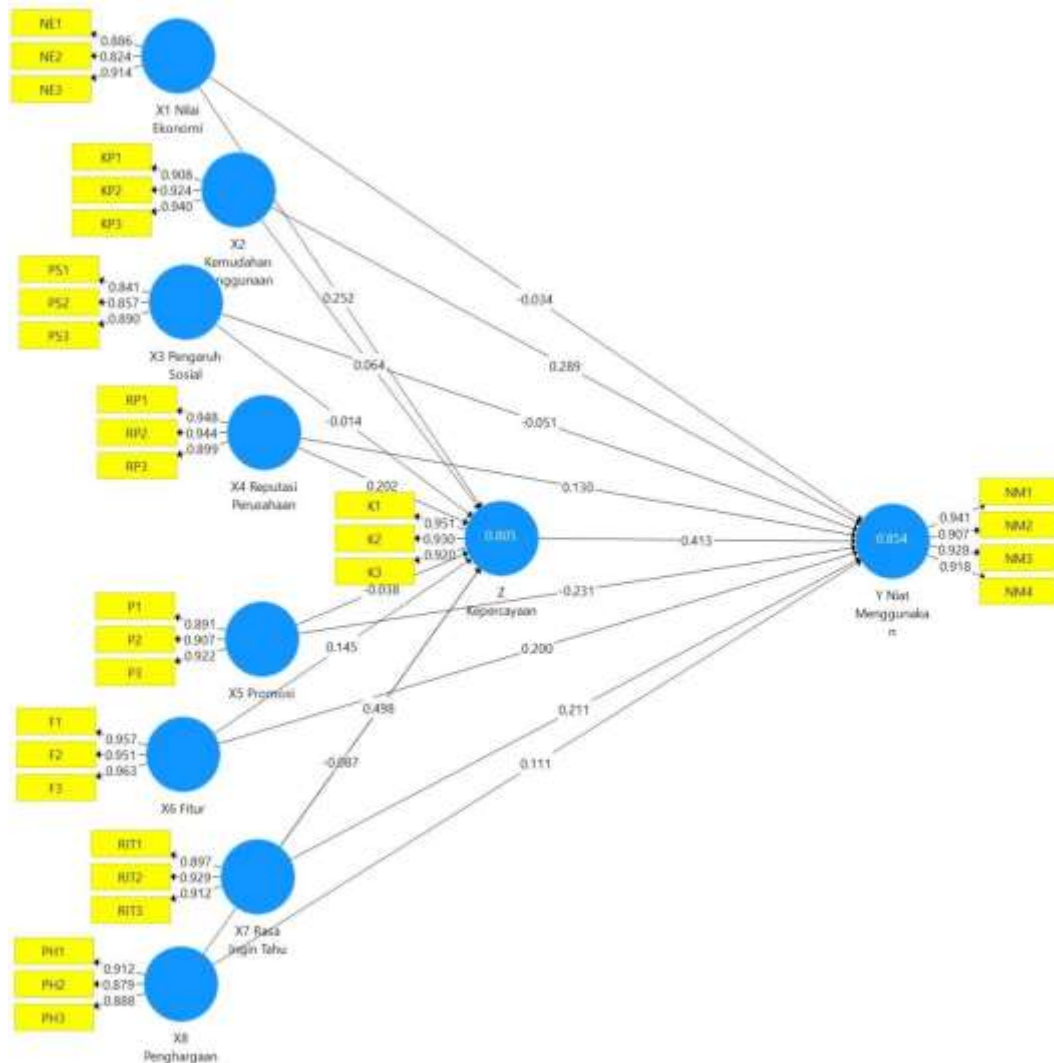 NE1
0.886
NE2
0.824
NE3
0.914
X1 Nilai
Ekonomi
KP1
0.908
KP2
0.924
KP3
0.940
X2
Kemudahan
PS1
0.841
PS2
0.857
PS3
0.890
X3 Pengaruh
Sosial
RP1
0.948
RP2
0.944
RP3
0.899
X4 Reputasi
Perusahaan
P1
0.891
P2
0.907
P3
0.922
X5 Promosi
F1
0.957
F2
0.951
F3
0.963
X6 Fitur
RIT1
0.897
RIT2
0.929
RIT3
0.912
X7 Rasa
Ingin Tahu
PH1
0.912
PH2
0.879
PH3
0.888
X8
Penghargaan
0.252
0.064
-0.014
0.202
-0.038
0.145
0.498
-0.087
K1
0.951
K2
0.930
K3
0.920
Z
Kepercayaan
-0.034
0.289
-0.051
0.130
0.413
-0.231
0.200
0.211
0.111
0.854
Y Niat
Menggunaka
n
NM1
0.941
NM2
0.907
NM3
0.928
NM4
0.918